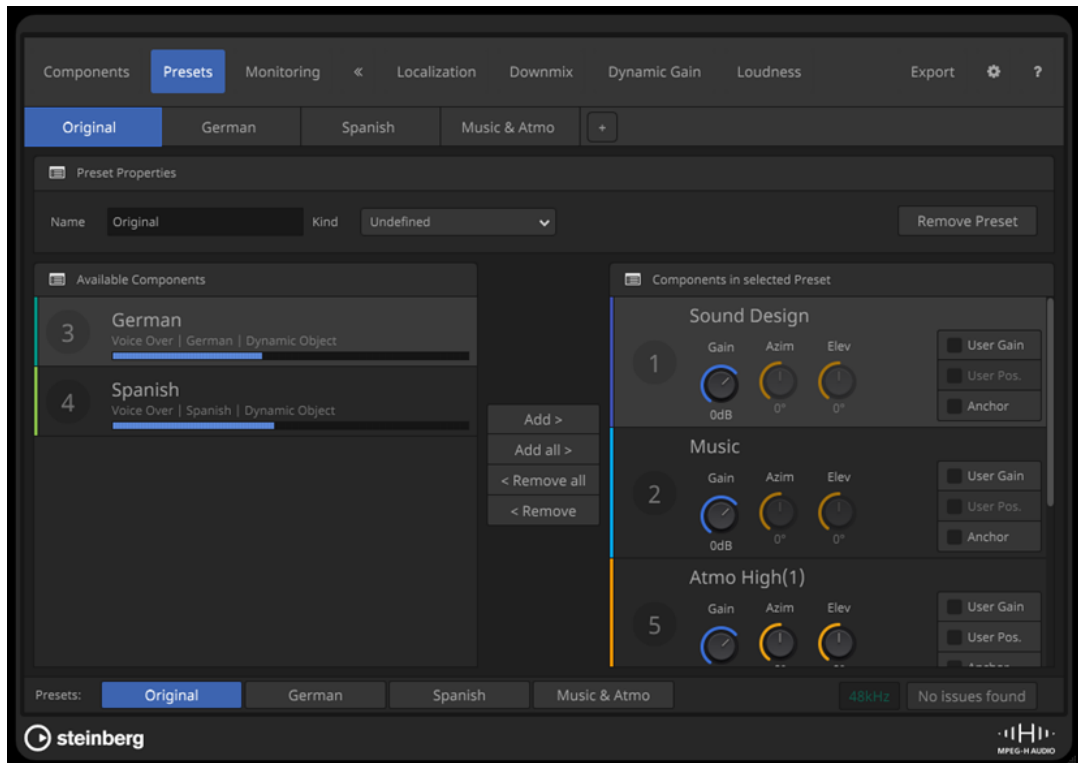 Components Presets Monitoring « Localization Downmix Dynamic Gain Loudness Export ?
Original German Spanish Music & Atmo +
Preset Properties
Name Original Kind Undefined Remove Preset
Available Components
3 German
Voice Over | German | Dynamic Object
4 Spanish
Voice Over | Spanish | Dynamic Object
Add >
Add all >
< Remove all
< Remove
Components in selected Preset
Sound Design
1 Gain Azim Elev
0dB 0° 0°
User Gain
User Pos.
Anchor
Music
2 Gain Azim Elev
0dB 0° 0°
User Gain
User Pos.
Anchor
Atmo High(1)
5 Gain Azim Elev
User Gain
User Pos.
Presets: Original German Spanish Music & Atmo 48kHz No issues found
steinberg
MPEG-H AUDIO